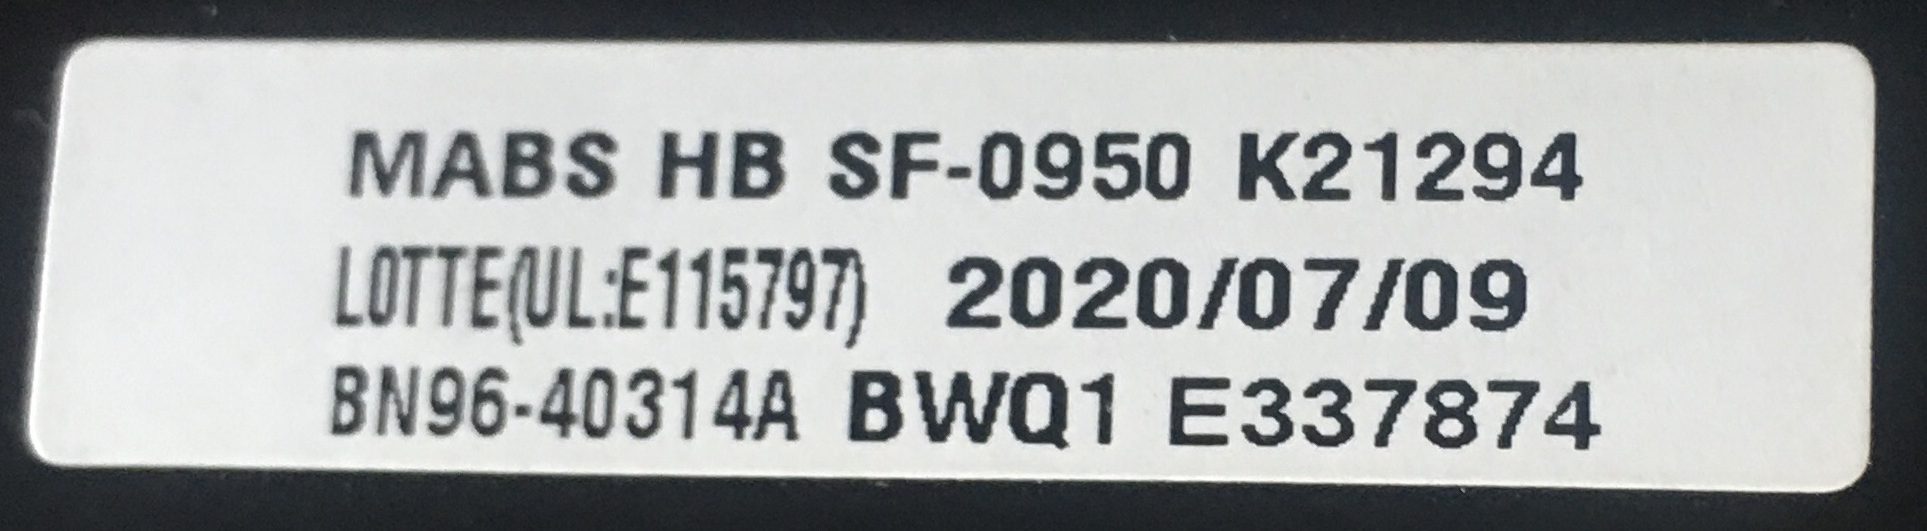 MABS HB SF-0950 K21294
LOTTE(UL:E115797) 2020/07/09
BN96-40314A BWQ1 E337874